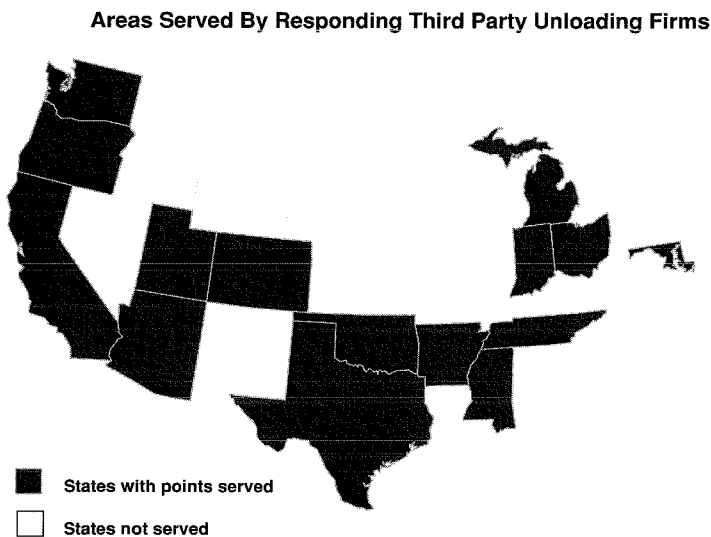 Areas Served By Responding Third Party Unloading Firms
States with points served
States not served